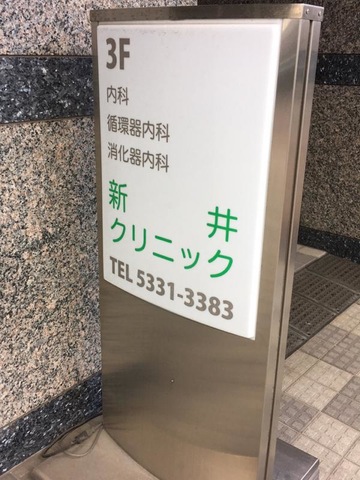 3F
内科
循環器内科
消化器内科
新井
クリニック
TEL 5331-3383